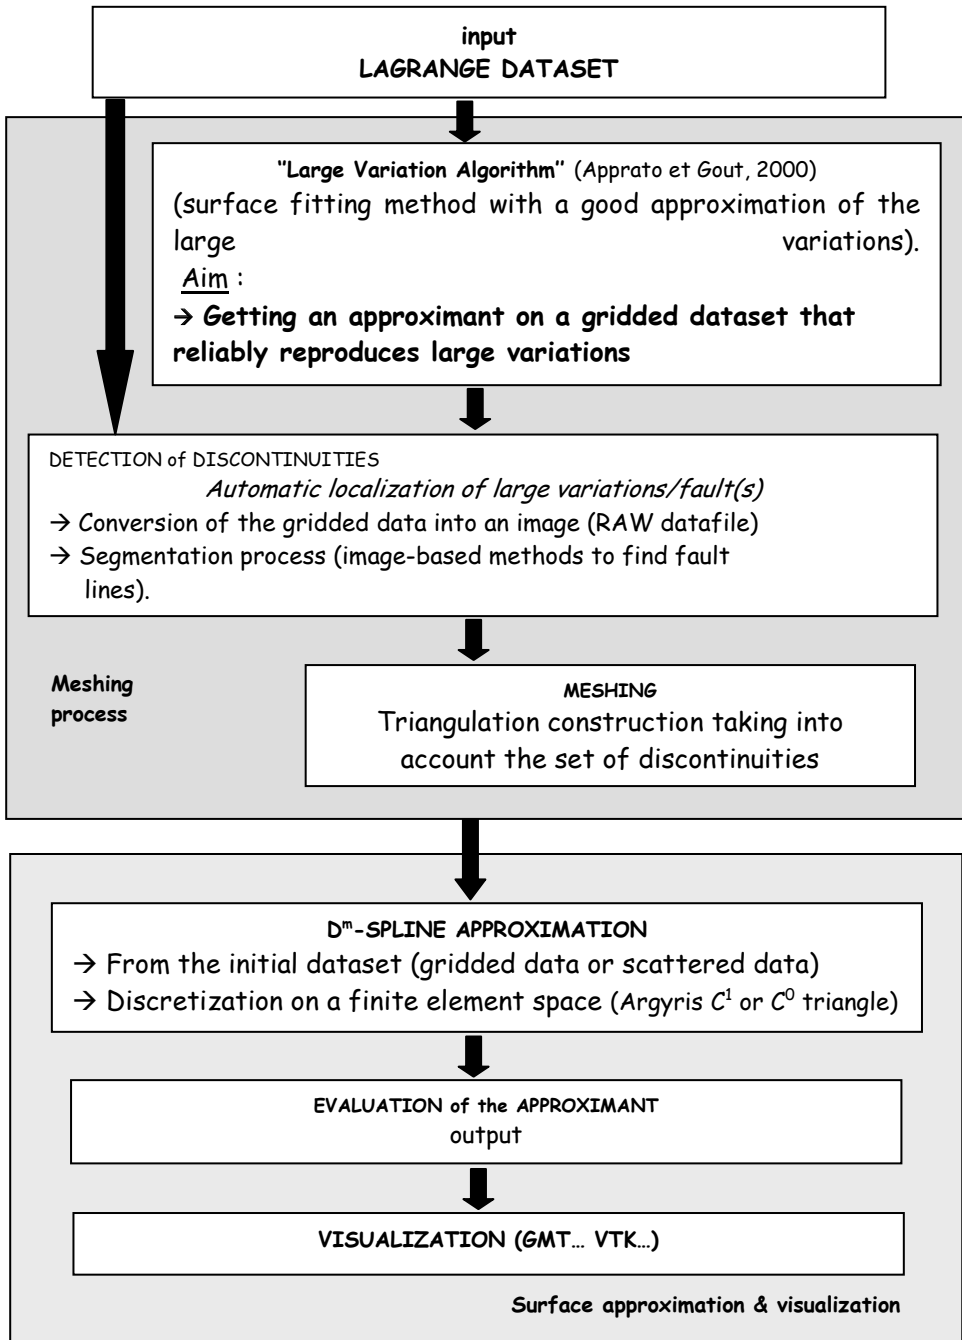 input
LAGRANGE DATASET
"Large Variation Algorithm" (Apprato et Gout, 2000)
(surface fitting method with a good approximation of the
large variations).
Aim :
→ Getting an approximant on a gridded dataset that
reliably reproduces large variations
DETECTION of DISCONTINUITIES
Automatic localization of large variations/fault(s)
→ Conversion of the gridded data into an image (RAW datafile)
→ Segmentation process (image-based methods to find fault
lines).
Meshing
process
MESHING
Triangulation construction taking into
account the set of discontinuities
Dᵐ-SPLINE APPROXIMATION
→ From the initial dataset (gridded data or scattered data)
→ Discretization on a finite element space (Argyris C¹ or C⁰ triangle)
EVALUATION of the APPROXIMANT
output
VISUALIZATION (GMT… VTK…)
Surface approximation & visualization